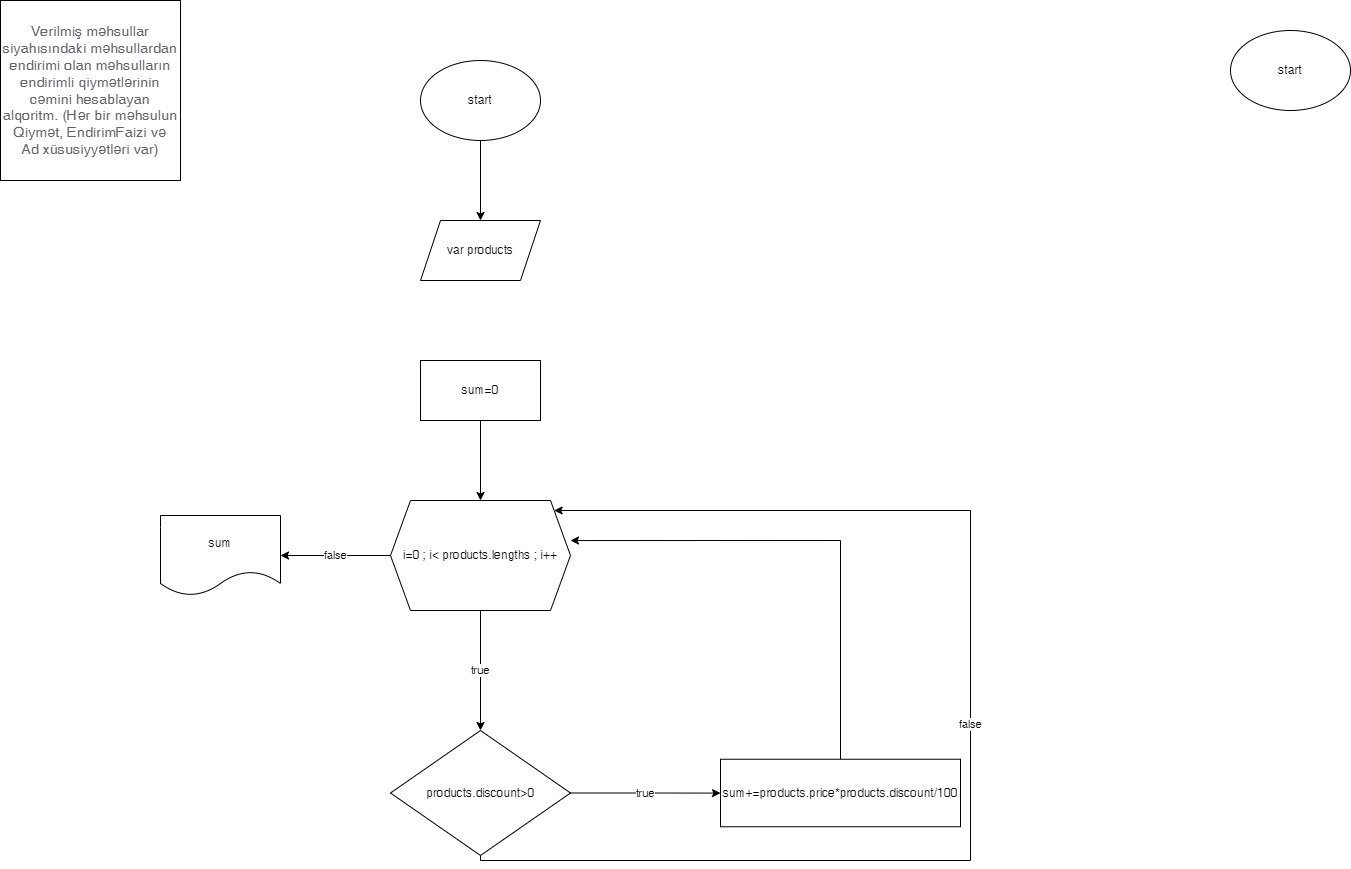 Verilmiş məhsullar
siyahısındaki məhsullardan
endirimi olan məhsulların
endirimli qiymətlərinin
cəmini hesablayan
alqoritm. (Hər bir məhsulun
Qiymət, EndirimFaizi və
Ad xüsusiyyətləri var)
start
start
var products
sum=0
sum
false
i=0 ; i< products.lengths ; i++
true
false
products.discount>0
true
sum+=products.price*products.discount/100